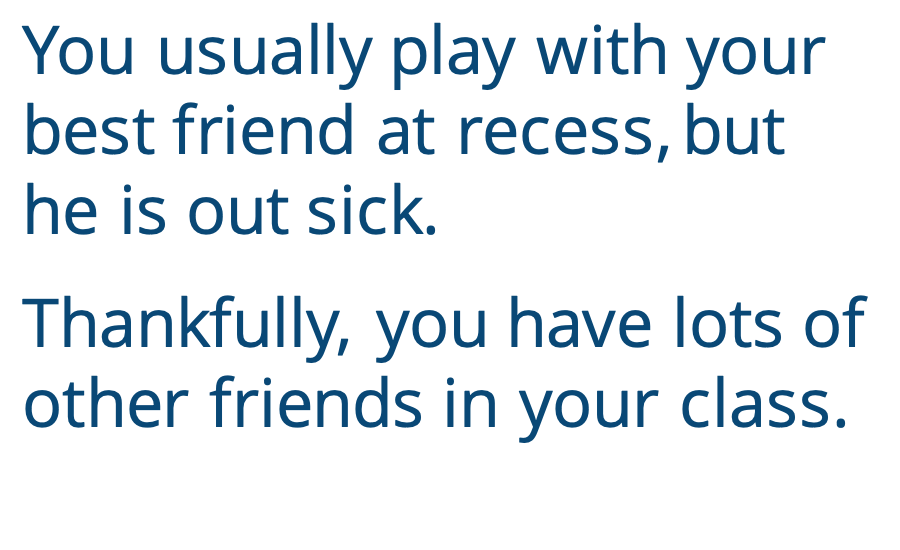 You usually play with your
best friend at recess, but
he is out sick.
Thankfully, you have lots of
other friends in your class.